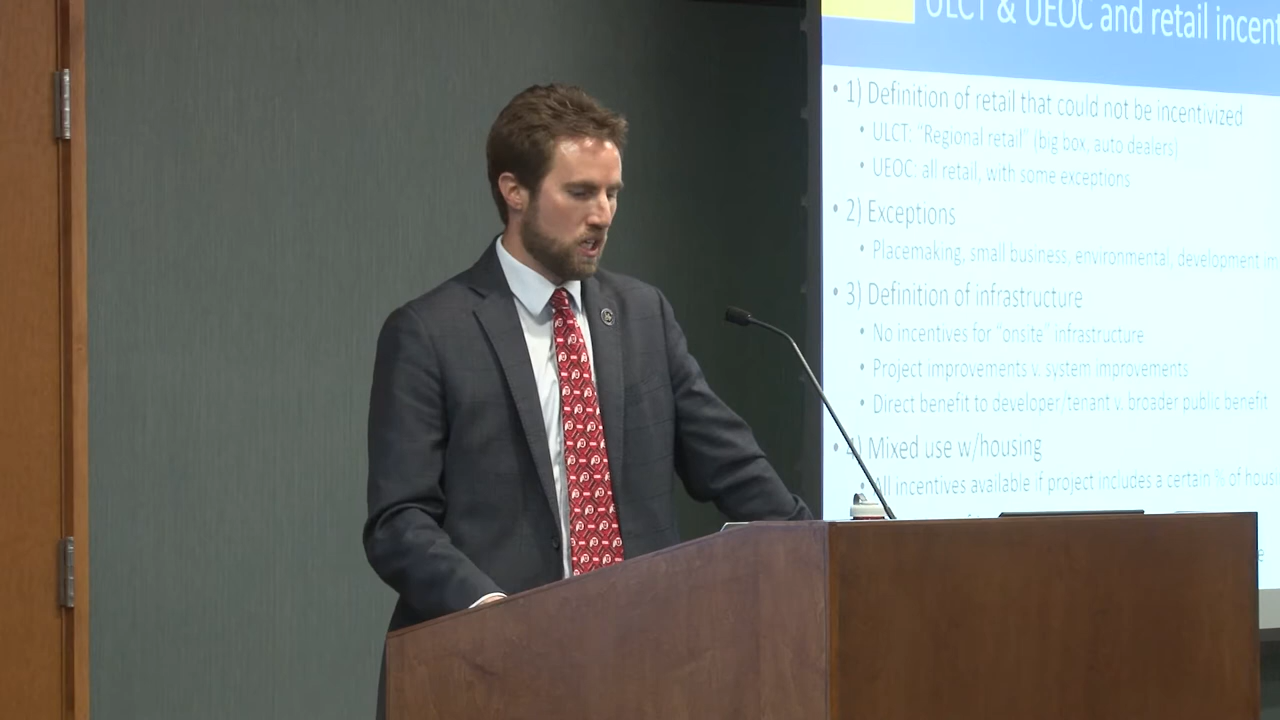 ULCT & UEOC and retail
• 1) Definition of retail that could not be incentivized
• ULCT: "Regional retail" (big box, auto dealers)
• UEOC: all retail, with some exceptions
• 2) Exceptions
• Placemaking, small business, environmental, development
• 3) Definition of infrastructure
• No incentives for "onsite" infrastructure
• Project improvements v. system improvements
• Direct benefit to developer/tenant v. broader public benefit
• 4) Mixed use w/housing
• All incentives available if project includes a certain % of